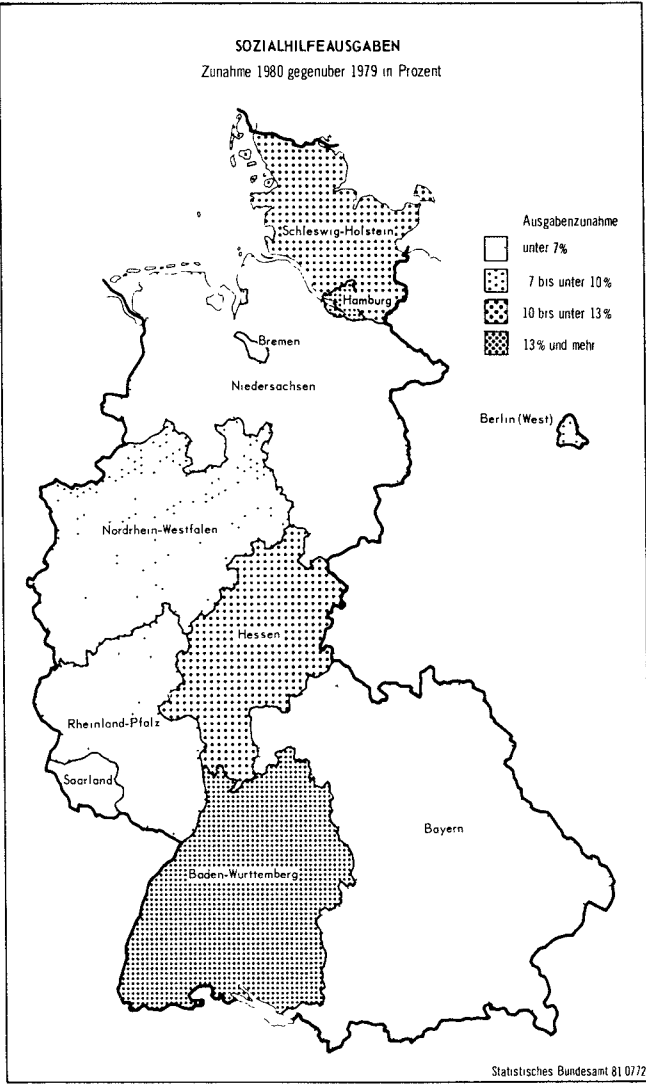 SOZIALHILFEAUSGABEN
Zunahme 1980 gegenuber 1979 in Prozent
Ausgabenzunahme
unter 7%
7 bis unter 10%
10 bis unter 13%
13% und mehr
Schleswig-Holstein
Hamburg
Bremen
Niedersachsen
Berlin (West)
Nordrhein-Westfalen
Hessen
Rheinland-Pfalz
Saarland
Bayern
Baden-Wurttemberg
Statistisches Bundesamt 81 0772